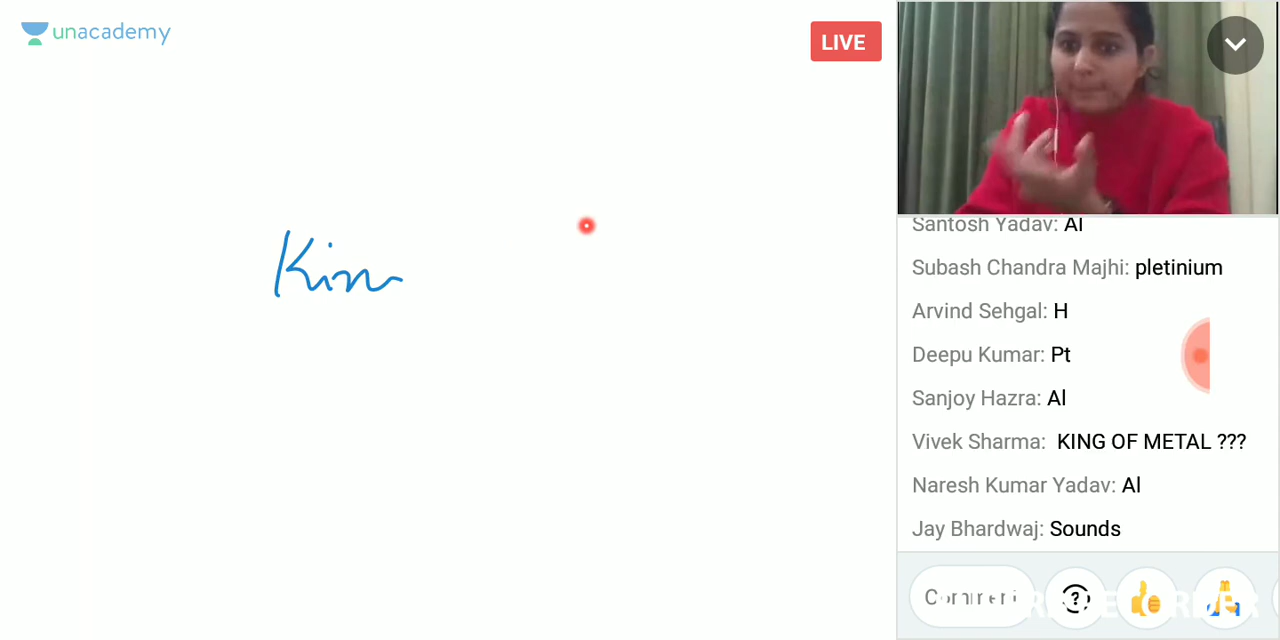 unacademy
LIVE
Kin
Santosh Yadav: Al
Subash Chandra Majhi: pletinium
Arvind Sehgal: H
Deepu Kumar: Pt
Sanjoy Hazra: Al
Vivek Sharma: KING OF METAL ???
Naresh Kumar Yadav: Al
Jay Bhardwaj: Sounds